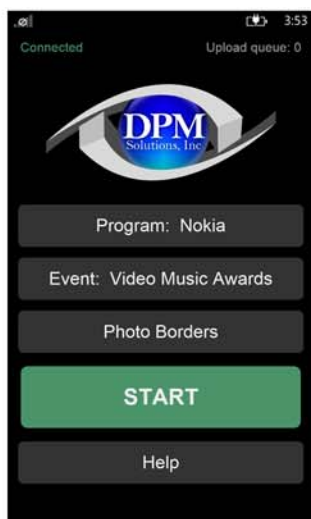 3:53
Connected Upload queue: 0
DPM
Solutions, Inc
Program: Nokia
Event: Video Music Awards
Photo Borders
START
Help